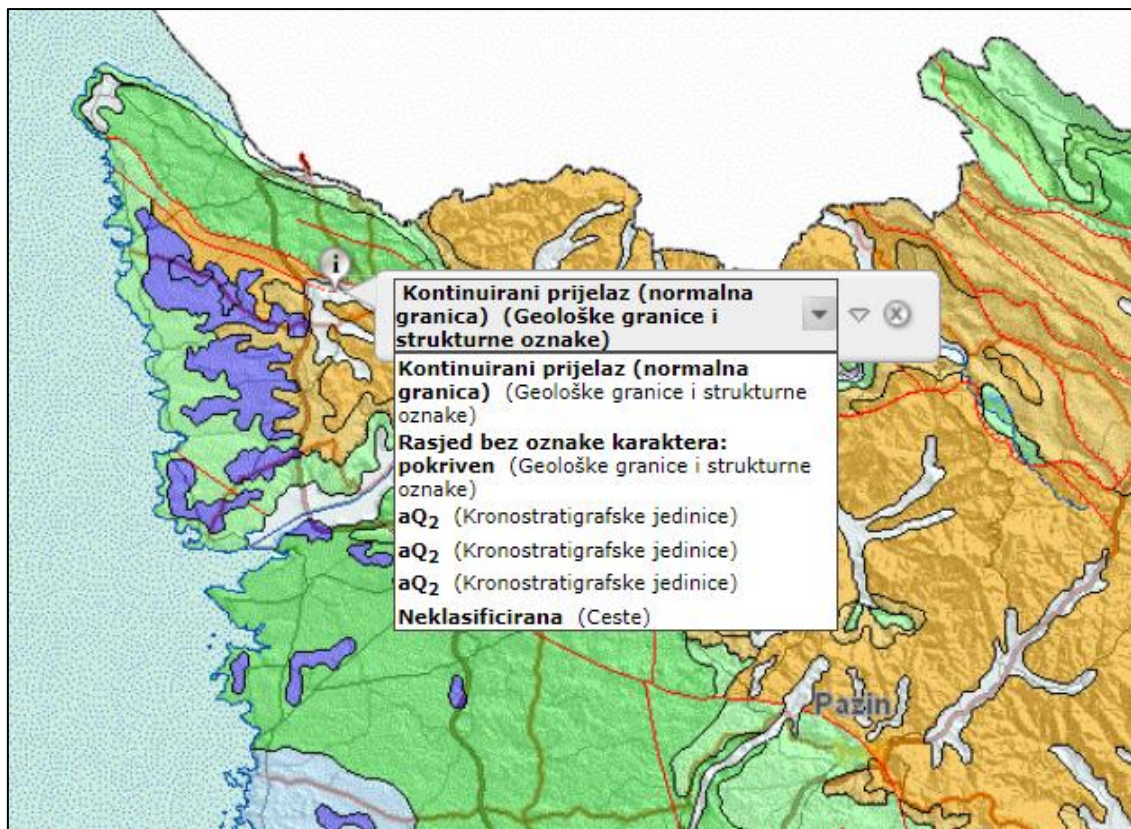 i
Kontinuirani prijelaz (normalna
granica) (Geološke granice i
strukturne oznake)
Kontinuirani prijelaz (normalna
granica) (Geološke granice i strukturne
oznake)
Rasjed bez oznake karaktera:
pokriven (Geološke granice i strukturne
oznake)
aQ₂ (Kronostratigrafske jedinice)
aQ₂ (Kronostratigrafske jedinice)
aQ₂ (Kronostratigrafske jedinice)
Neklasificirana (Ceste)
Pazin